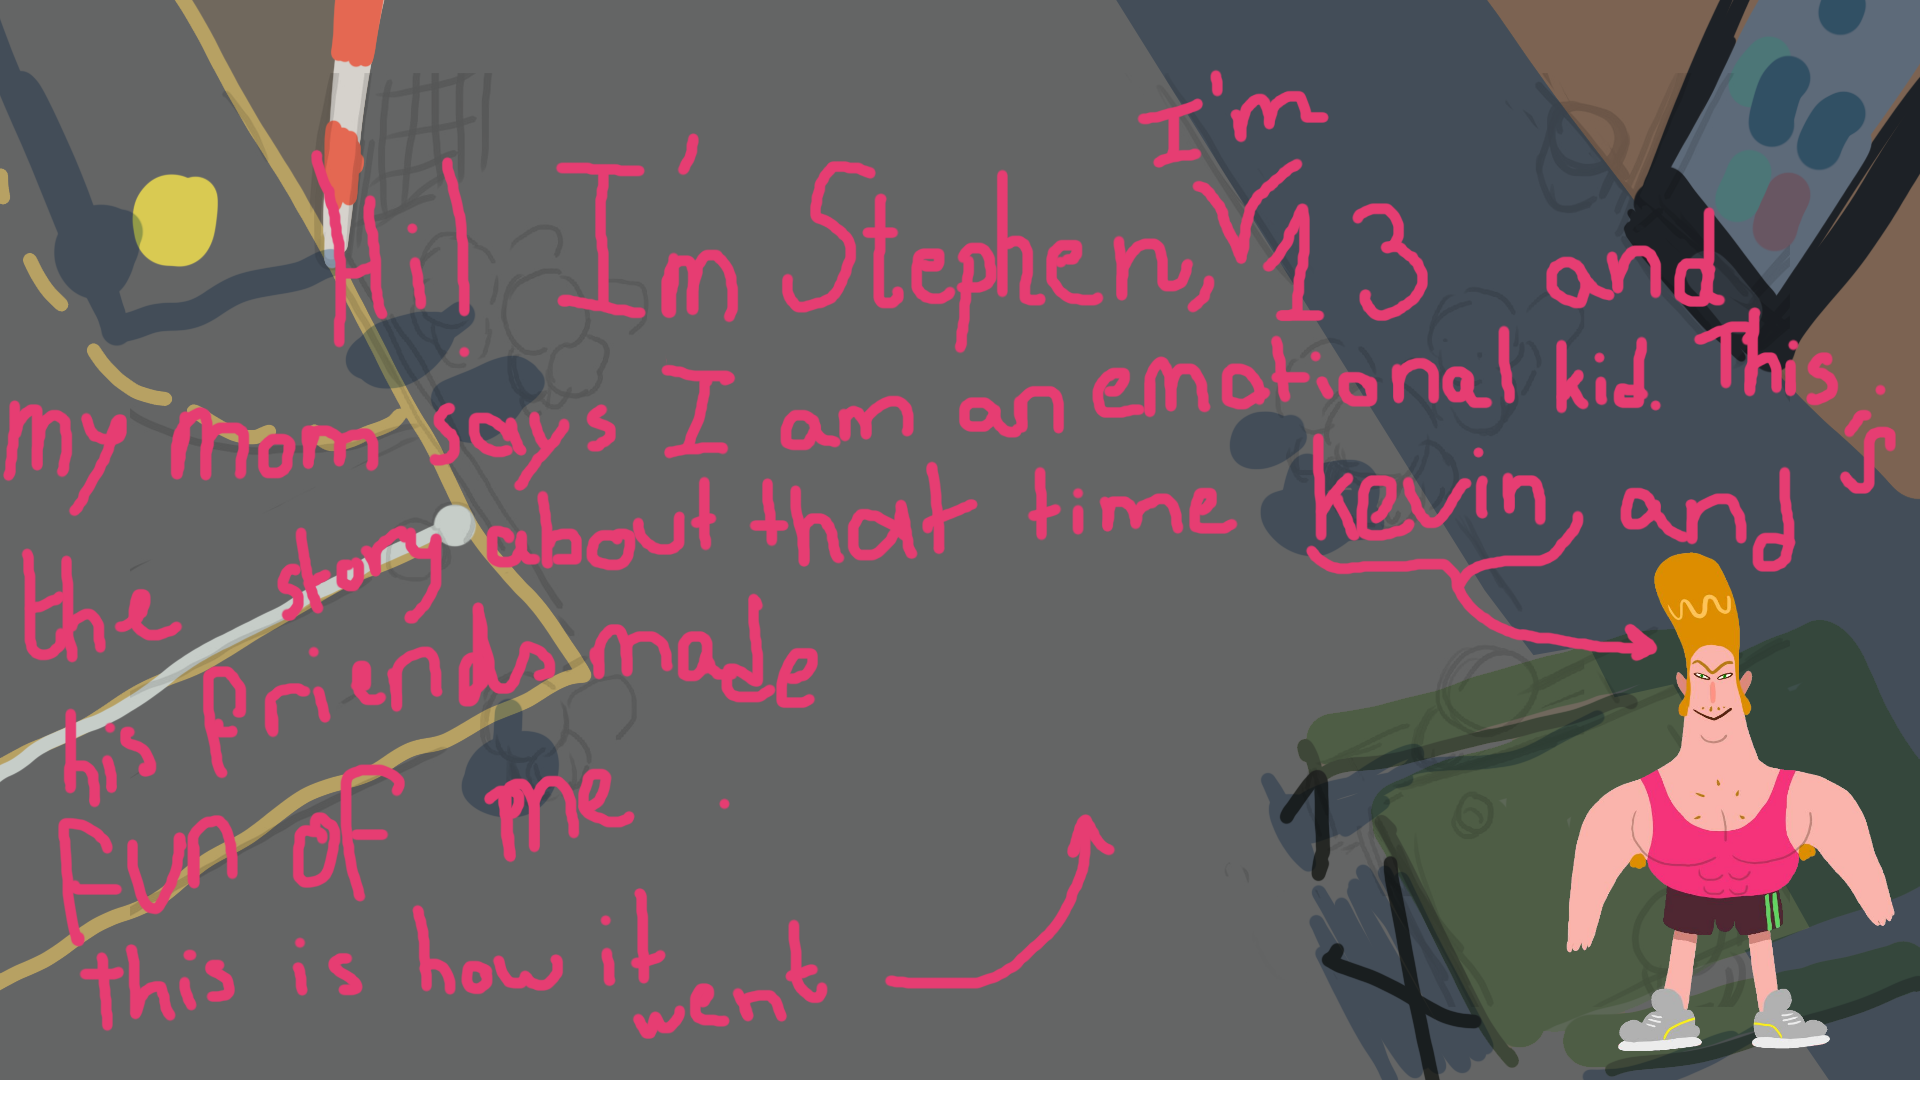 Hi! I'm Stephen, I'm 13 and
my mom says I am an emotional kid. This is
the story about that time kevin, and
his friends made
fun of me.
this is how it went